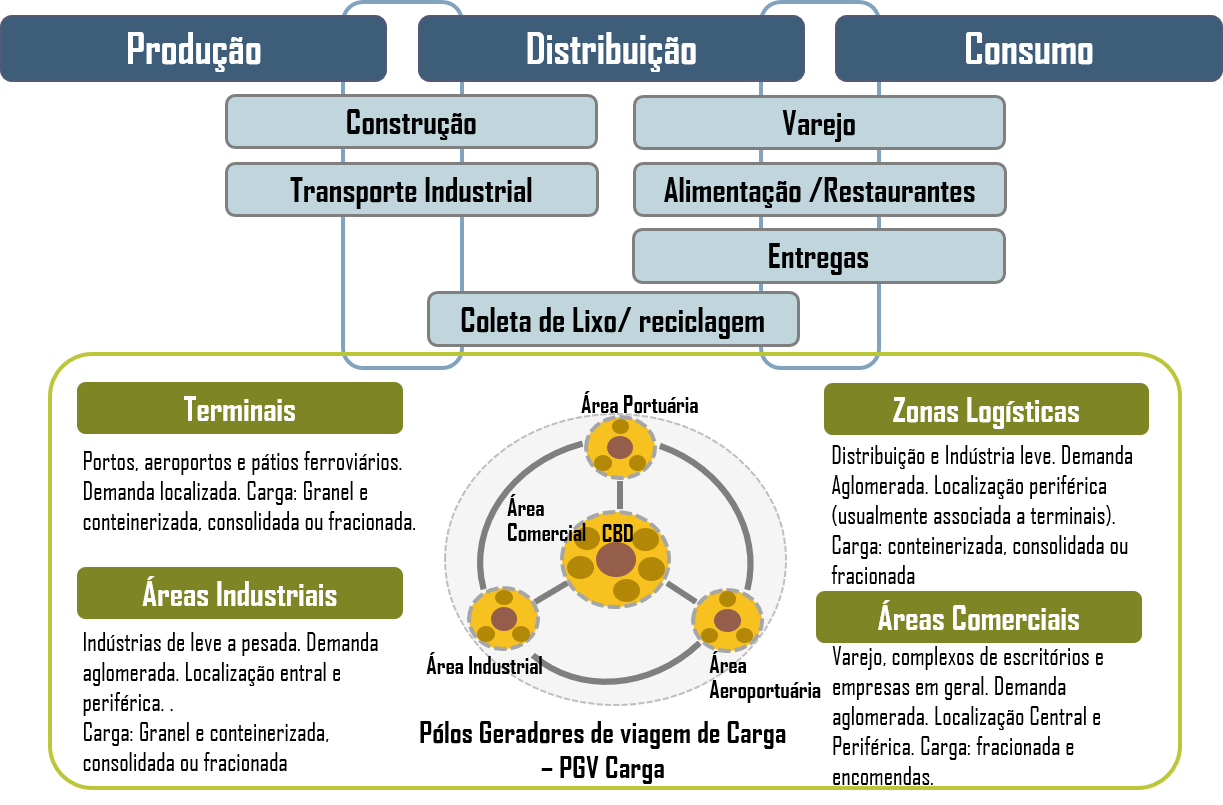 Produção
Distribuição
Consumo
Construção
Varejo
Transporte Industrial
Alimentação /Restaurantes
Entregas
Coleta de Lixo/ reciclagem
Terminais
Portos, aeroportos e pátios ferroviários.
Demanda localizada. Carga: Granel e
conteinerizada, consolidada ou fracionada.
Áreas Industriais
Indústrias de leve a pesada. Demanda
aglomerada. Localização entral e
periférica. .
Carga: Granel e conteinerizada,
consolidada ou fracionada
Área Portuária
Área
Comercial
CBD
Área Industrial
Área
Aeroportuária
Pólos Geradores de viagem de Carga
– PGV Carga
Zonas Logísticas
Distribuição e Indústria leve. Demanda
Aglomerada. Localização periférica
(usualmente associada a terminais).
Carga: conteinerizada, consolidada ou
fracionada
Áreas Comerciais
Varejo, complexos de escritórios e
empresas em geral. Demanda
aglomerada. Localização Central e
Periférica. Carga: fracionada e
encomendas.